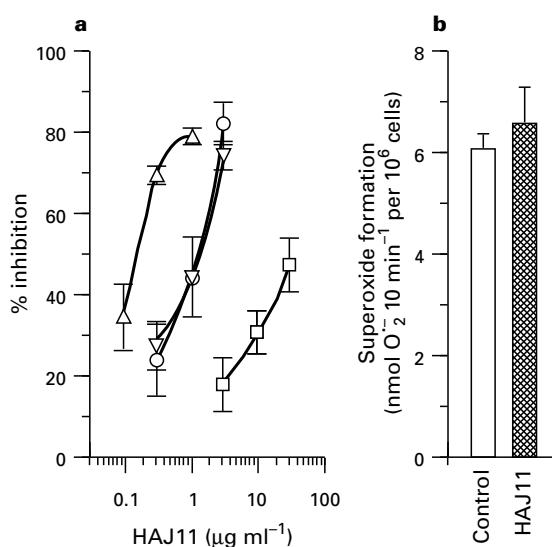 a
100
80
60
40
20
0
% inhibition
0.1 1 10 100
HAJ11 (μg ml⁻¹)
b
8
6
4
2
0
Superoxide formation
(nmol O₂˙⁻ 10 min⁻¹ per 10⁶ cells)
Control
HAJ11